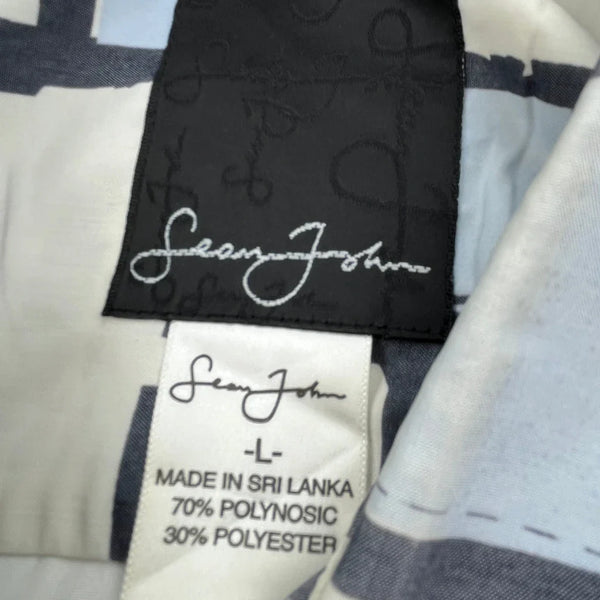 Sean John
Sean John
-L-
MADE IN SRI LANKA
70% POLYNOSIC
30% POLYESTER